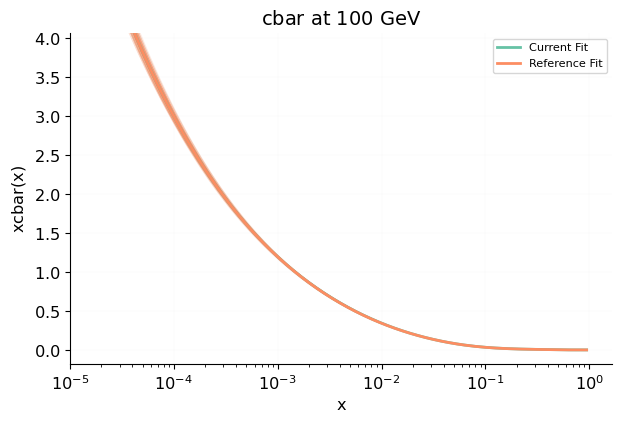 cbar at 100 GeV
Current Fit
Reference Fit
xcbar(x)
4.0
3.5
3.0
2.5
2.0
1.5
1.0
0.5
0.0
10⁻⁵ 10⁻⁴ 10⁻³ 10⁻² 10⁻¹ 10⁰
x